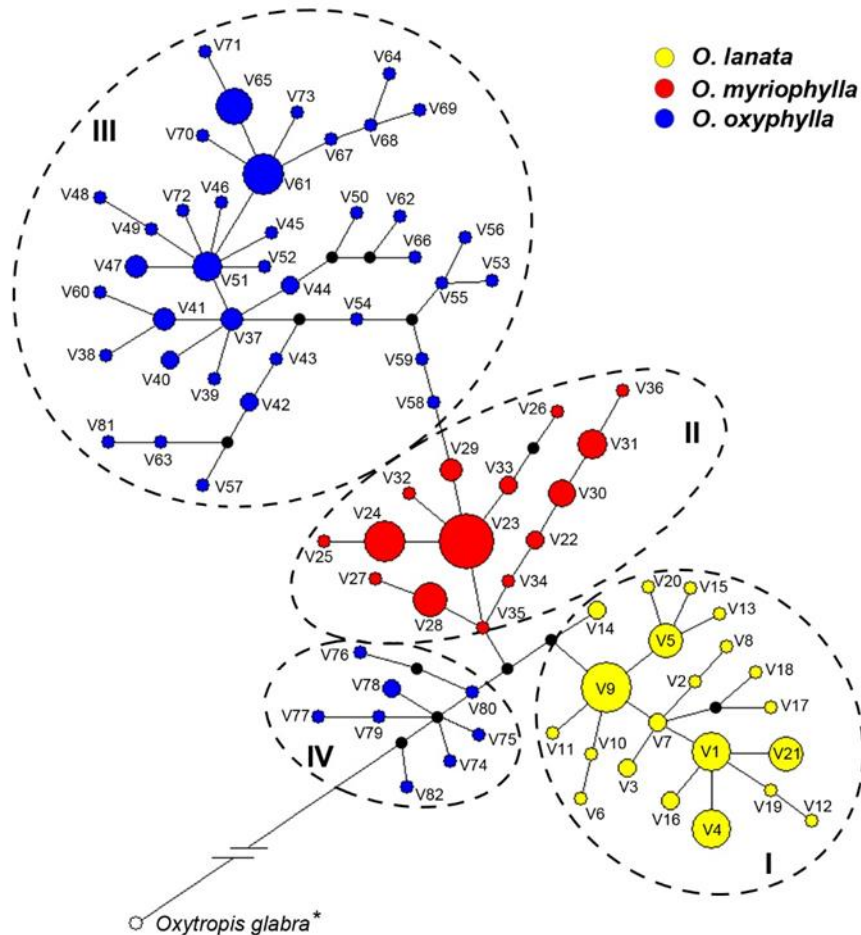 V71
V64
O. lanata
V65
O. myriophylla
V73
V69
O. oxyphylla
III
V70
V68
V67
V61
V48
V72
V46
V50
V62
V49
V45
V56
V47
V52
V66
V53
V51
V60
V44
V55
V41
V54
V37
V38
V43
V59
V40
V39
V36
V42
V58
V26
V81
V29
V31
II
V63
V32
V33
V57
V24
V23
V30
V25
V22
V27
V34
V20
V15
V28
V35
V14
V13
V76
V5
V8
V78
V9
V2
V18
V80
V77
V17
V79
V75
V11
V10
V7
V1
V21
IV
V74
V3
V82
V6
V16
V19
V12
V4
I
Oxytropis glabra*